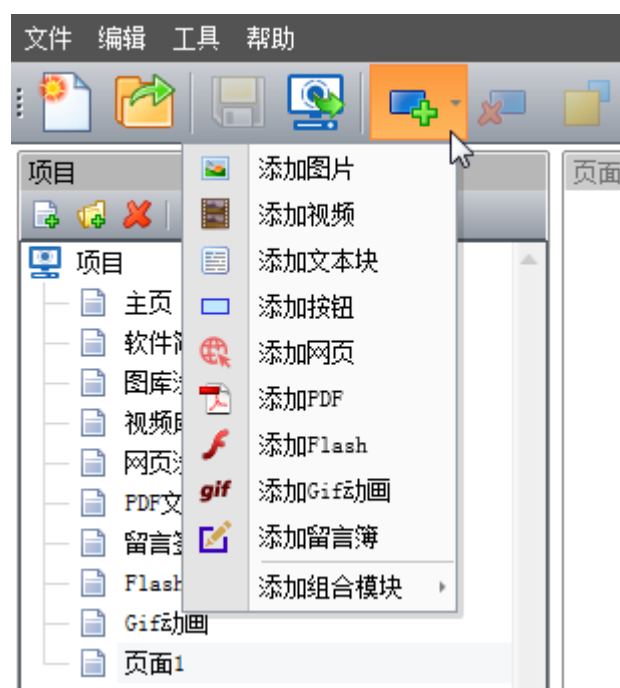 文件 编辑 工具 帮助
项目
页面
添加图片
添加视频
添加文本块
添加按钮
添加网页
添加PDF
添加Flash
gif 添加Gif动画
添加留言簿
添加组合模块
项目
主页
软件
图库
视频
网页
PDF文
留言
Flash
Gif动画
页面1